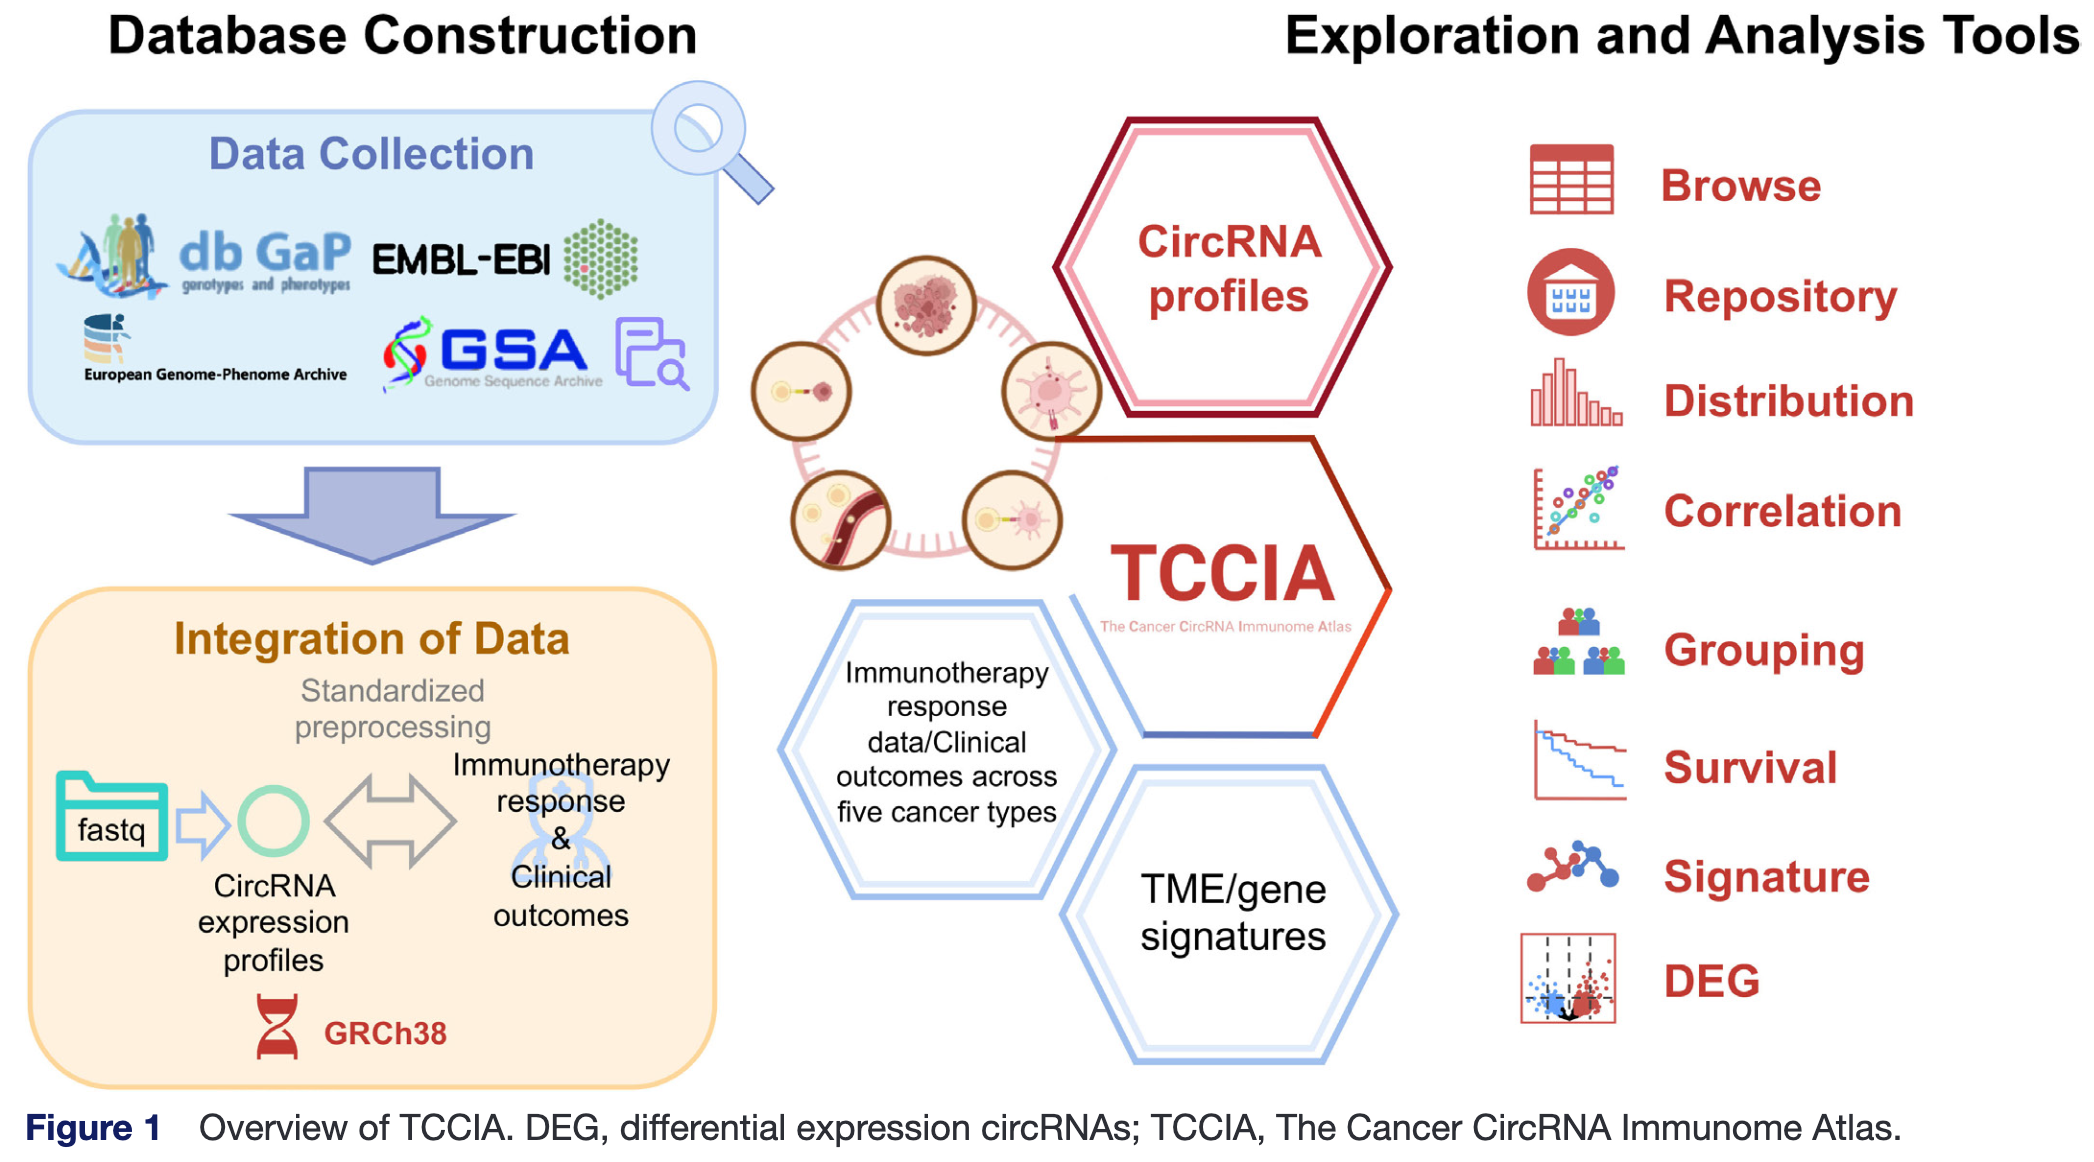 Database Construction
Exploration and Analysis Tools
Data Collection
db GaP
genotypes and phenotypes
EMBL-EBI
European Genome-Phenome Archive
GSA
Genome Sequence Archive
Integration of Data
Standardized
preprocessing
fastq
CircRNA
expression
profiles
Immunotherapy
response
&
Clinical
outcomes
GRCh38
CircRNA
profiles
TCCIA
The Cancer CircRNA Immunome Atlas
Immunotherapy
response
data/Clinical
outcomes across
five cancer types
TME/gene
signatures
Browse
Repository
Distribution
Correlation
Grouping
Survival
Signature
DEG
Figure 1 Overview of TCCIA. DEG, differential expression circRNAs; TCCIA, The Cancer CircRNA Immunome Atlas.